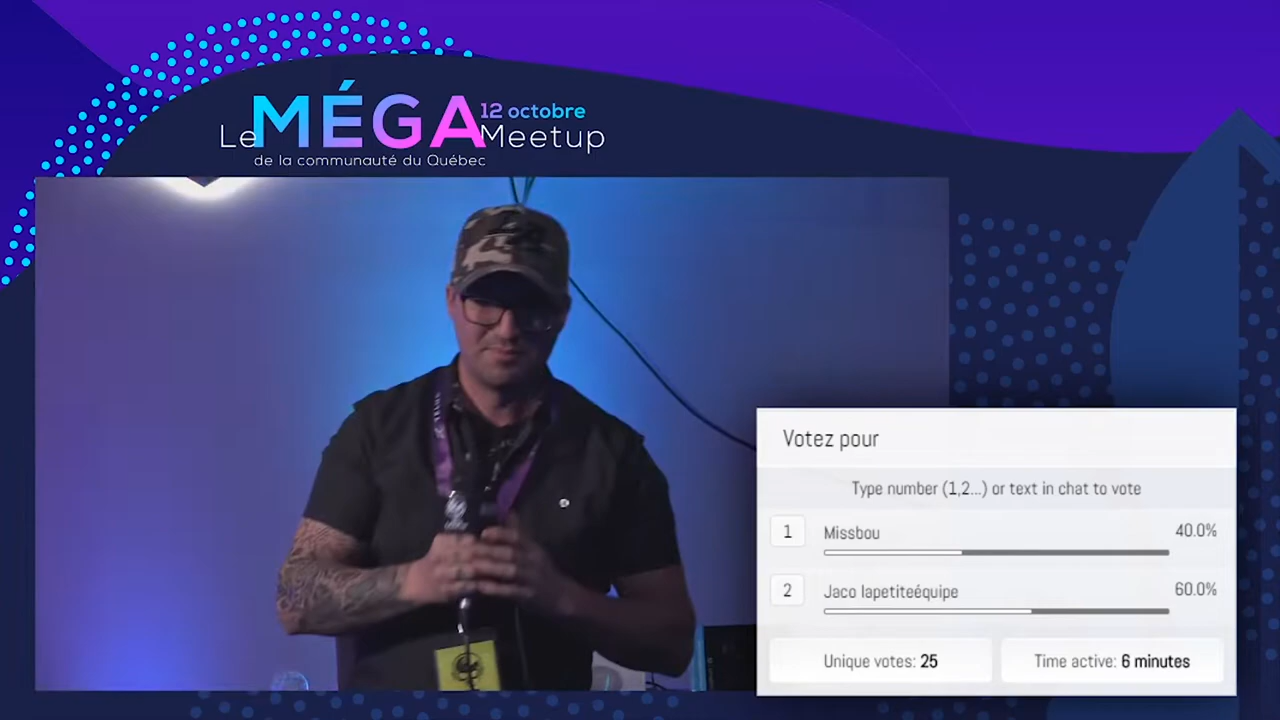 12 octobre
Le MÉGA Meetup
de la communauté du Québec
Votez pour
Type number (1,2...) or text in chat to vote
1 Missbou 40.0%
2 Jaco lapetiteéquipe 60.0%
Unique votes: 25 Time active: 6 minutes